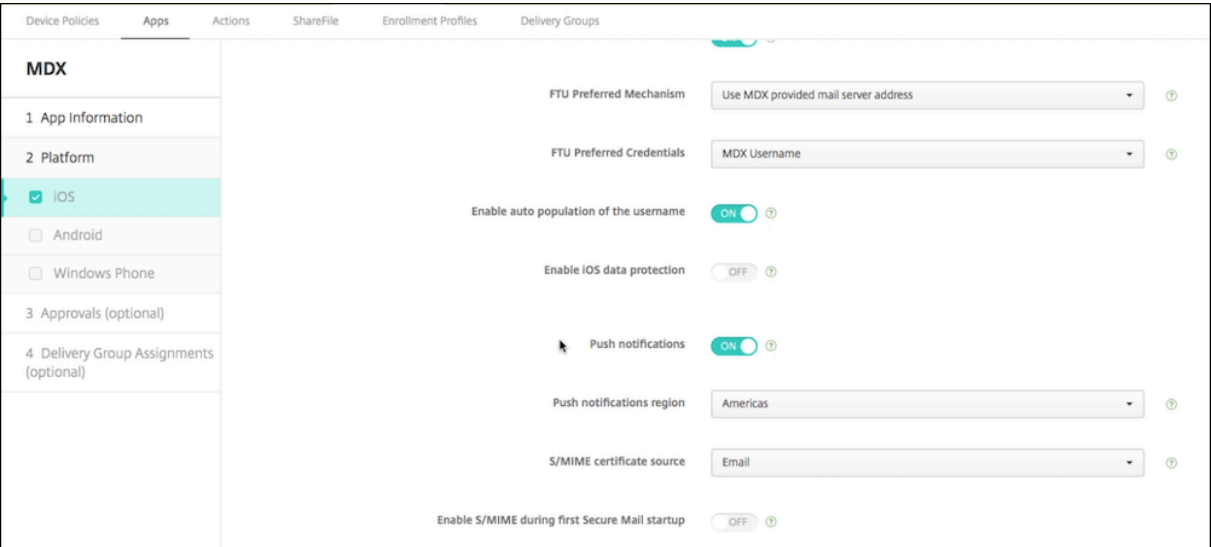 Device Policies Apps Actions ShareFile Enrollment Profiles Delivery Groups
MDX
1 App Information
2 Platform
iOS
Android
Windows Phone
3 Approvals (optional)
4 Delivery Group Assignments
(optional)
FTU Preferred Mechanism Use MDX provided mail server address ?
FTU Preferred Credentials MDX Username ?
Enable auto population of the username ON ?
Enable iOS data protection OFF ?
Push notifications ON ?
Push notifications region Americas ?
S/MIME certificate source Email ?
Enable S/MIME during first Secure Mail startup OFF ?